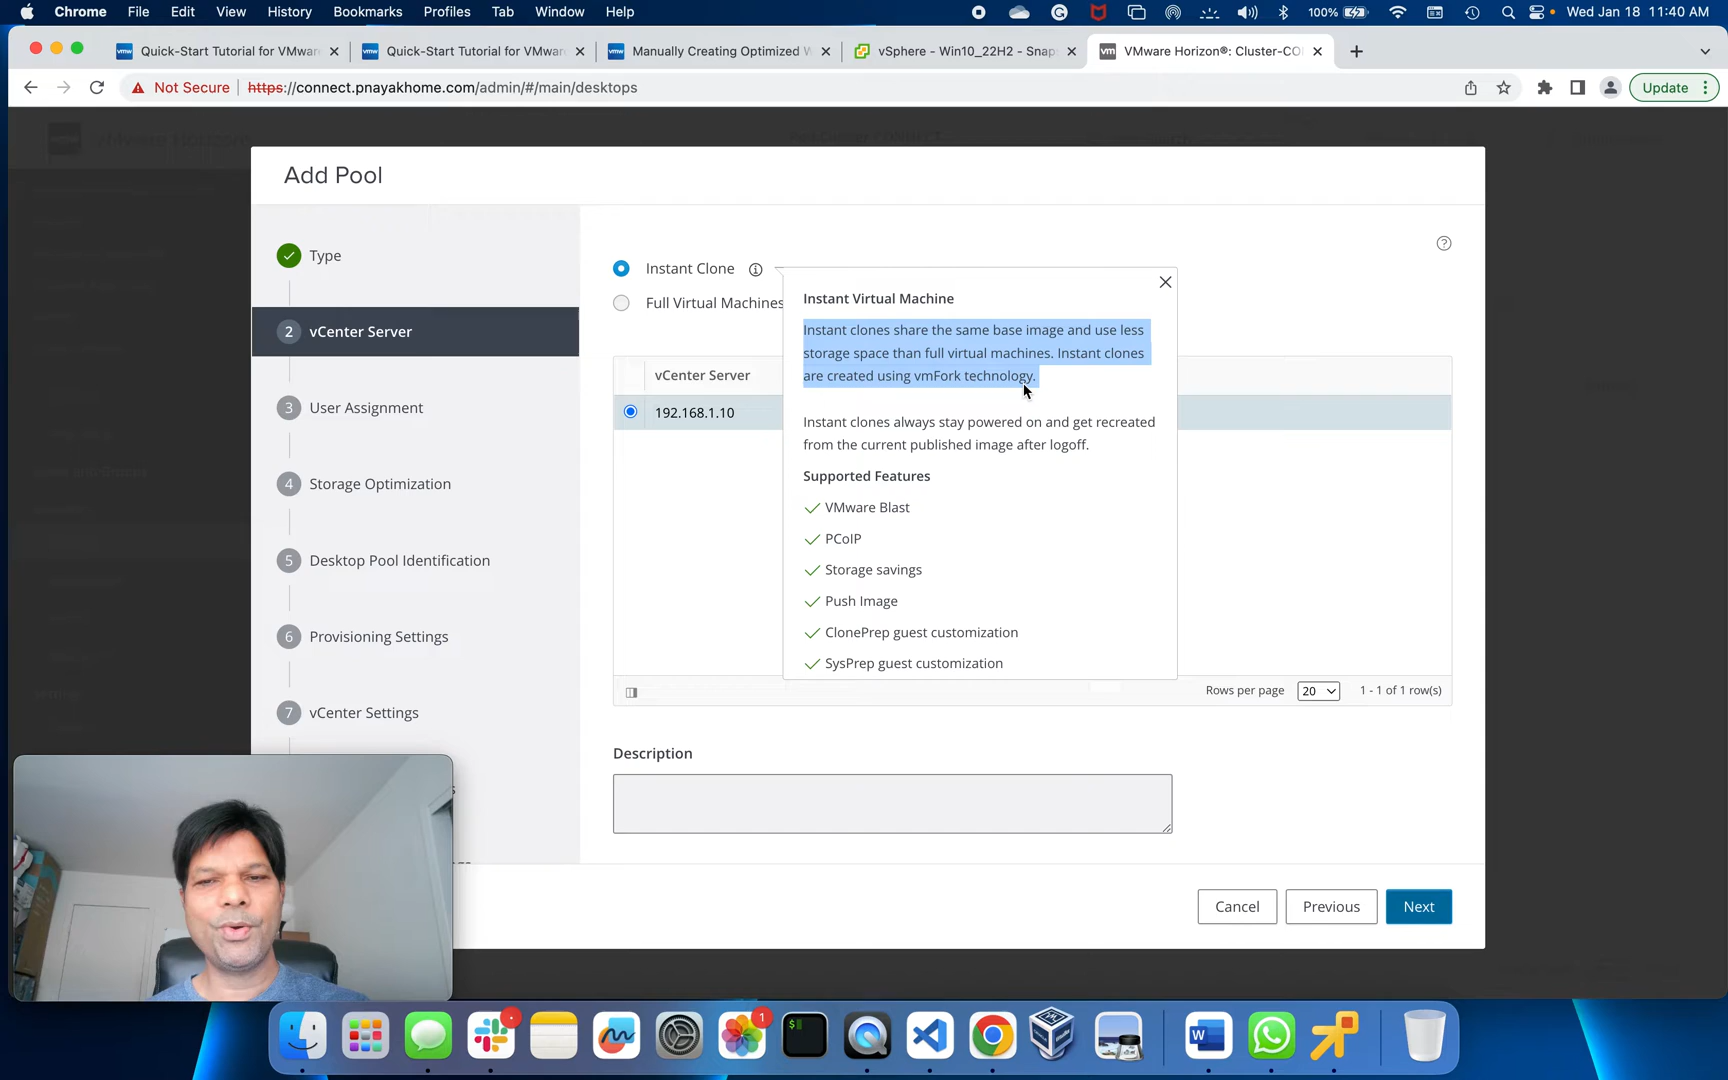 Chrome File Edit View History Bookmarks Profiles Tab Window Help 100% Wed Jan 18 11:40 AM
Quick-Start Tutorial for VMware Quick-Start Tutorial for VMware Manually Creating Optimized W vSphere - Win10_22H2 - Snap VMware Horizon®: Cluster-CO
Not Secure https://connect.pnayakhome.com/admin/#/main/desktops Update
Add Pool
Type
2 vCenter Server
3 User Assignment
4 Storage Optimization
5 Desktop Pool Identification
6 Provisioning Settings
7 vCenter Settings
Instant Clone
Full Virtual Machines
vCenter Server
192.168.1.10
Instant Virtual Machine
Instant clones share the same base image and use less
storage space than full virtual machines. Instant clones
are created using vmFork technology.
Instant clones always stay powered on and get recreated
from the current published image after logoff.
Supported Features
VMware Blast
PCoIP
Storage savings
Push Image
ClonePrep guest customization
SysPrep guest customization
Rows per page 20 1 - 1 of 1 row(s)
Description
Cancel Previous Next
1